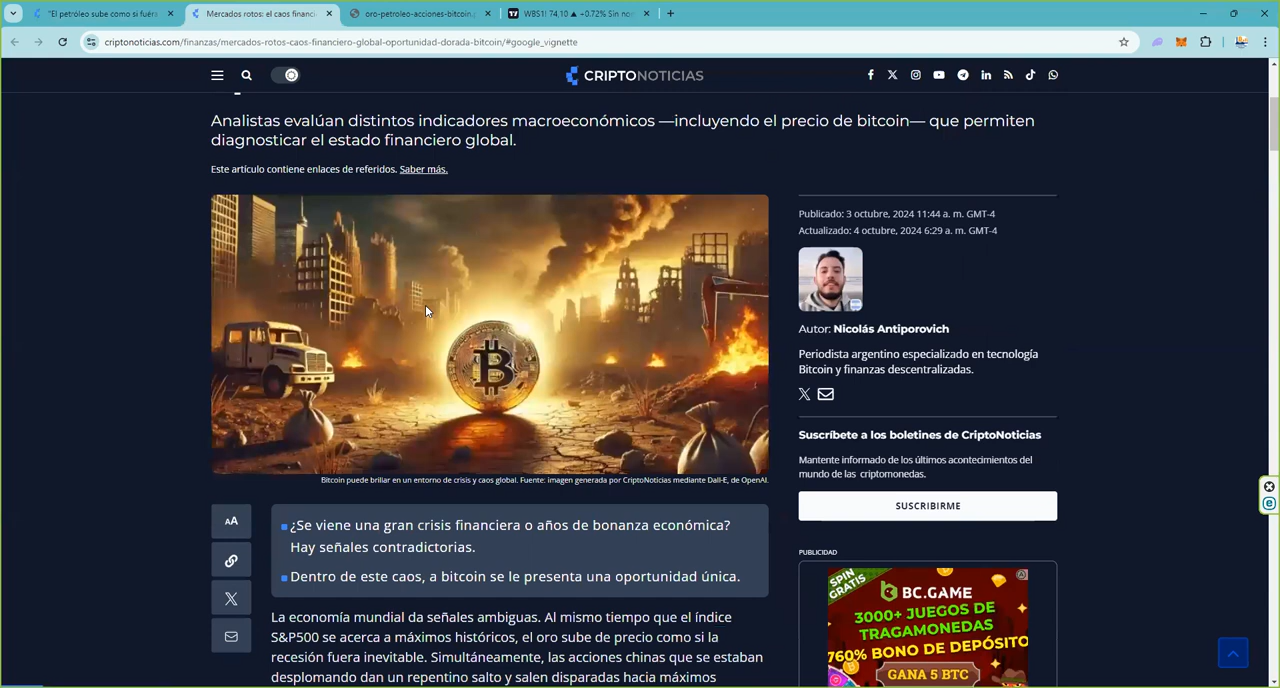 "El petróleo sube como si fuéra
Mercados rotos: el caos financi
oro-petroleo-acciones-bitcoin.p
WBS1! 74,10 ▲ +0.72% Sin nor
criptonoticias.com/finanzas/mercados-rotos-caos-financiero-global-oportunidad-dorada-bitcoin/#google_vignette
CRIPTONOTICIAS
Analistas evalúan distintos indicadores macroeconómicos —incluyendo el precio de bitcoin— que permiten
diagnosticar el estado financiero global.
Este artículo contiene enlaces de referidos. Saber más.
Bitcoin puede brillar en un entorno de crisis y caos global. Fuente: imagen generada por CriptoNoticias mediante Dall-E, de OpenAI.
Publicado: 3 octubre, 2024 11:44 a. m. GMT-4
Actualizado: 4 octubre, 2024 6:29 a. m. GMT-4
Autor: Nicolás Antiporovich
Periodista argentino especializado en tecnología
Bitcoin y finanzas descentralizadas.
Suscríbete a los boletines de CriptoNoticias
Mantente informado de los últimos acontecimientos del
mundo de las criptomonedas.
SUSCRIBIRME
AA
¿Se viene una gran crisis financiera o años de bonanza económica?
Hay señales contradictorias.
Dentro de este caos, a bitcoin se le presenta una oportunidad única.
La economía mundial da señales ambiguas. Al mismo tiempo que el índice
S&P500 se acerca a máximos históricos, el oro sube de precio como si la
recesión fuera inevitable. Simultáneamente, las acciones chinas que se estaban
desplomando dan un repentino salto y salen disparadas hacia máximos
PUBLICIDAD
SPIN
GRATIS
BC.GAME
3000+ JUEGOS DE
TRAGAMONEDAS
760% BONO DE DEPÓSITO
GANA 5 BTC